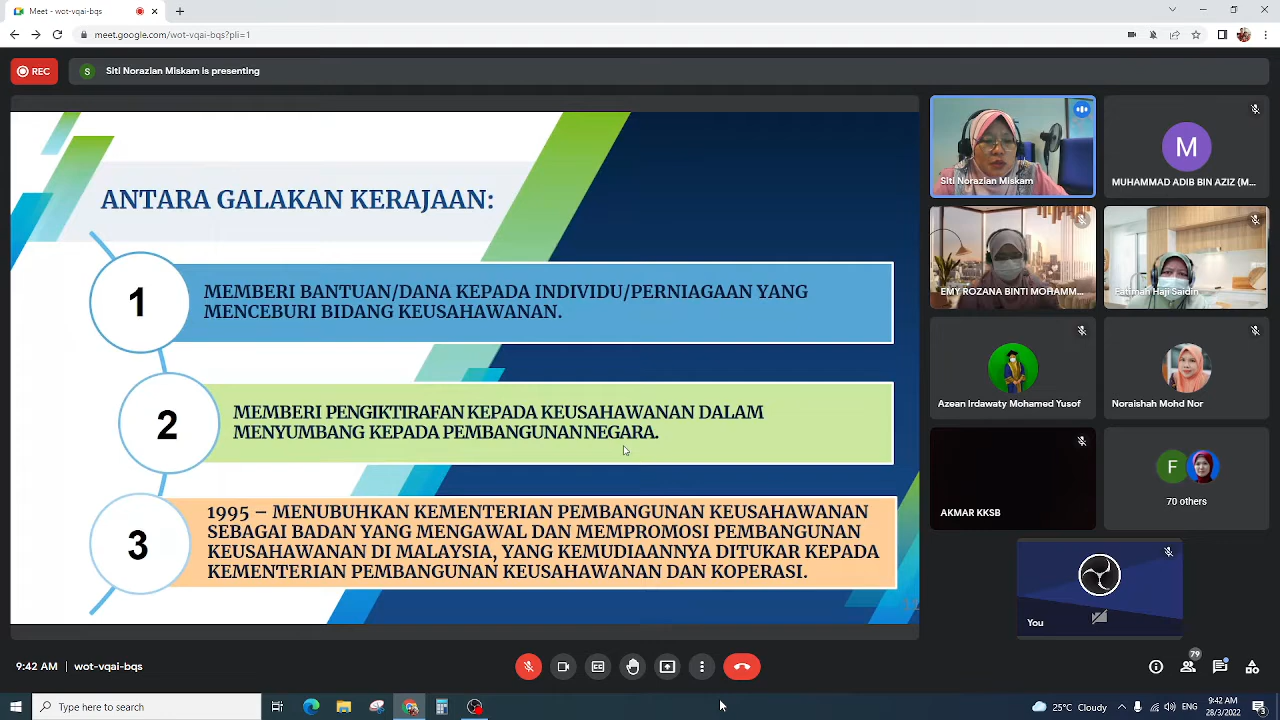 Meet - wot-vqai-bqs
meet.google.com/wot-vqai-bqs?pli=1
REC
S
Siti Norazian Miskam is presenting
ANTARA GALAKAN KERAJAAN:
1
MEMBERI BANTUAN/DANA KEPADA INDIVIDU/PERNIAGAAN YANG
MENCEBURI BIDANG KEUSAHAWANAN.
2
MEMBERI PENGIKTIRAFAN KEPADA KEUSAHAWANAN DALAM
MENYUMBANG KEPADA PEMBANGUNAN NEGARA.
3
1995 – MENUBUHKAN KEMENTERIAN PEMBANGUNAN KEUSAHAWANAN
SEBAGAI BADAN YANG MENGAWAL DAN MEMPROMOSI PEMBANGUNAN
KEUSAHAWANAN DI MALAYSIA, YANG KEMUDIAANNYA DITUKAR KEPADA
KEMENTERIAN PEMBANGUNAN KEUSAHAWANAN DAN KOPERASI.
Siti Norazian Miskam
M
MUHAMMAD ADIB BIN AZIZ (M...
EMY ROZANA BINTI MOHAMM...
Fatimah Haji Saidin
Azean Irdawaty Mohamed Yusof
Noraishah Mohd Nor
AKMAR KKSB
F
70 others
You
9:42 AM
wot-vqai-bqs
79
Type here to search
25°C Cloudy
9:42 AM
28/3/2022
3